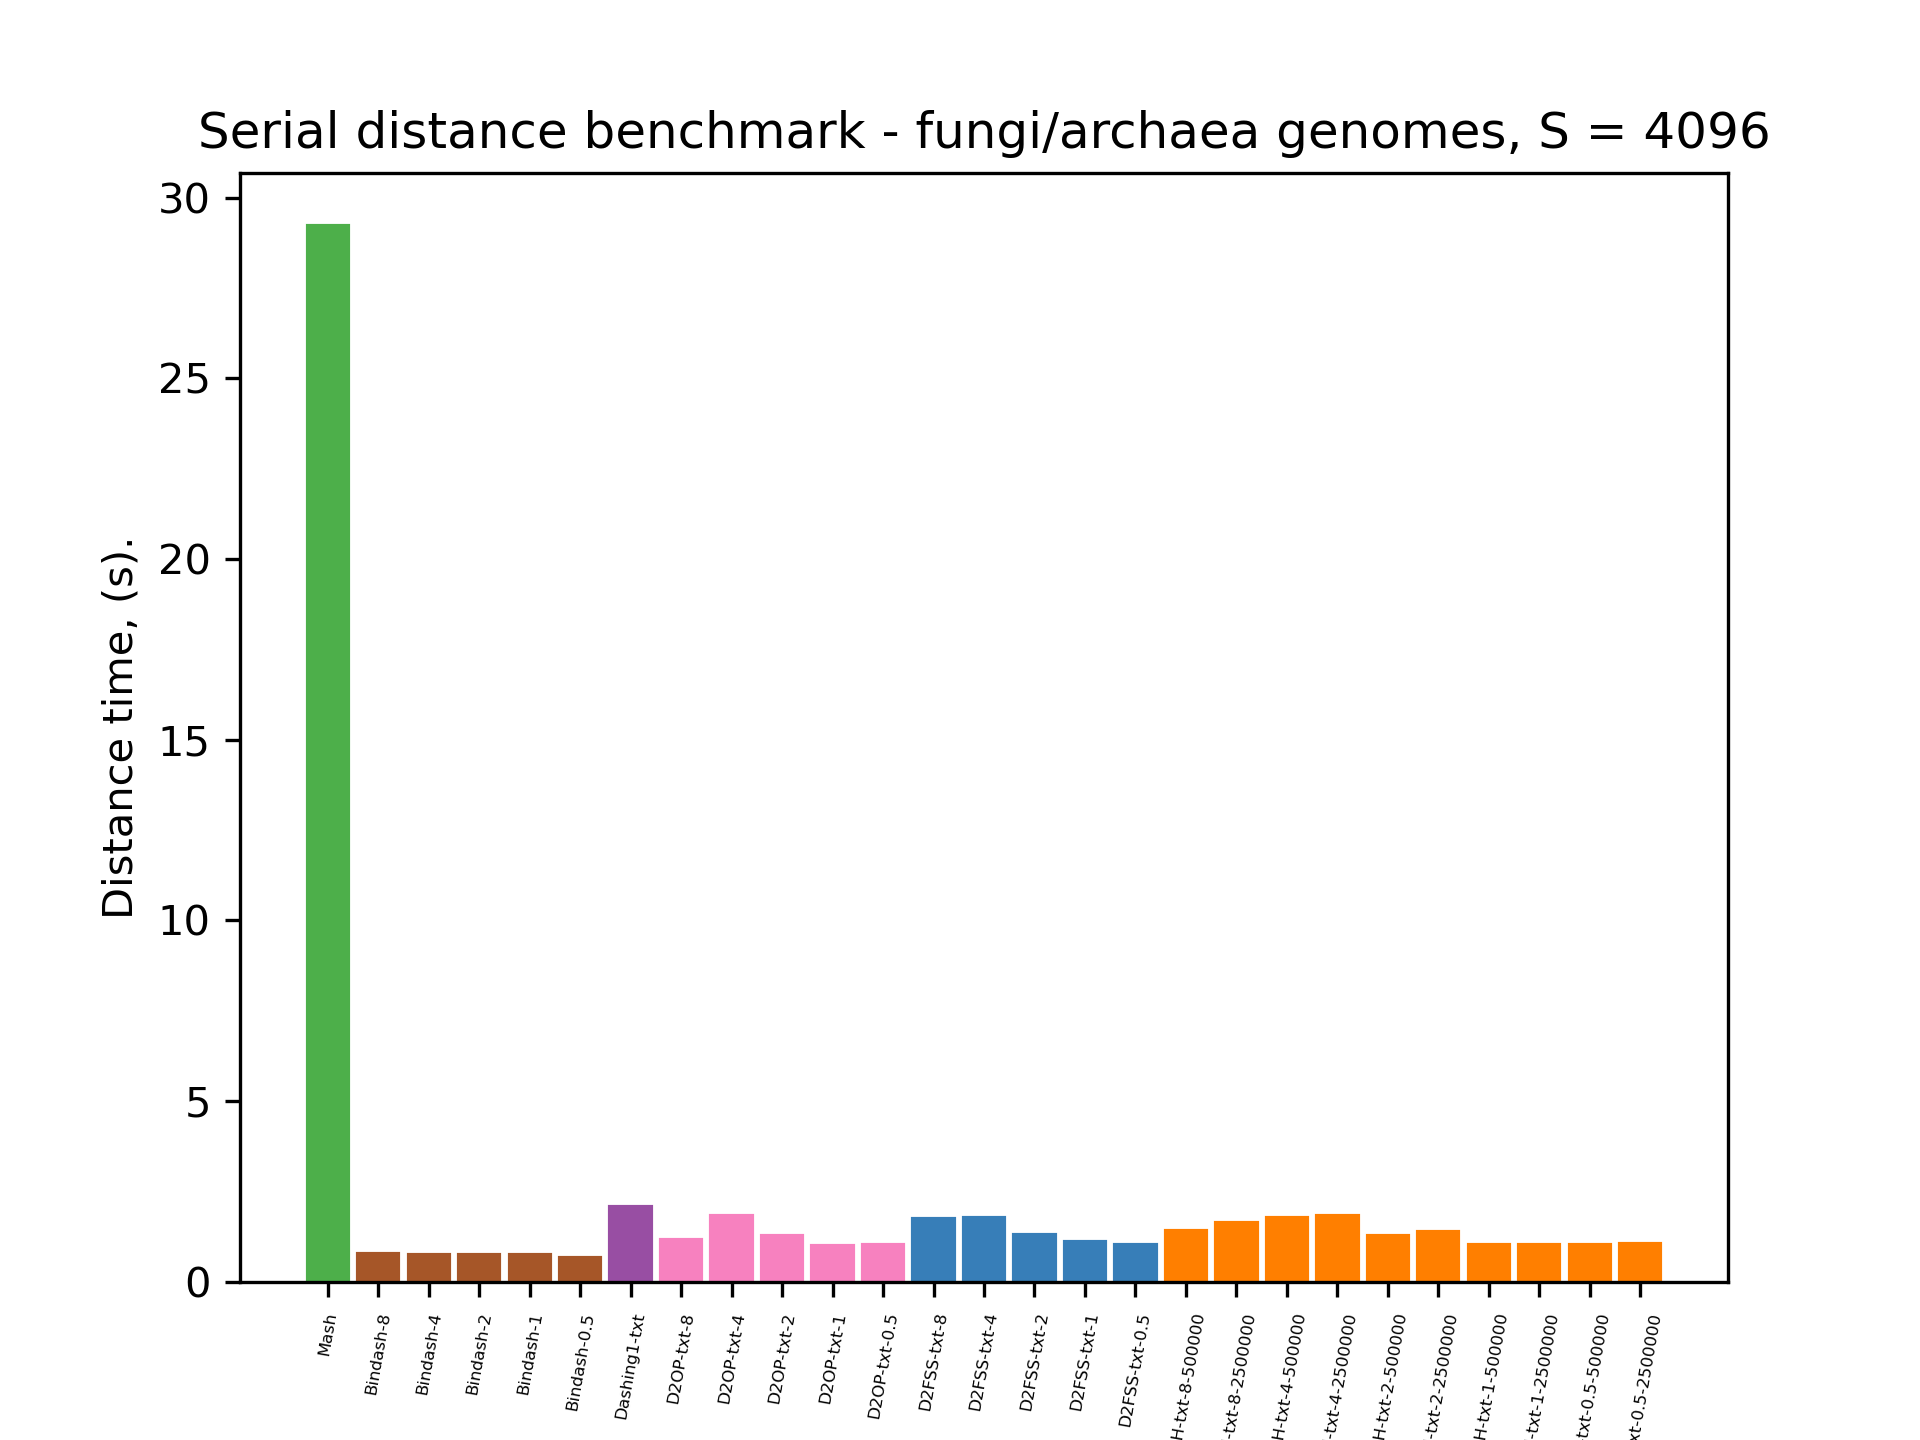 Serial distance benchmark - fungi/archaea genomes, S = 4096
Distance time, (s).
30
25
20
15
10
5
0
Mash
Bindash-8
Bindash-4
Bindash-2
Bindash-1
Bindash-0.5
Dashing1-txt
D2OP-txt-8
D2OP-txt-4
D2OP-txt-2
D2OP-txt-1
D2OP-txt-0.5
D2FSS-txt-8
D2FSS-txt-4
D2FSS-txt-2
D2FSS-txt-1
D2FSS-txt-0.5
H-txt-8-500000
-txt-8-2500000
H-txt-4-500000
-txt-4-2500000
H-txt-2-500000
-txt-2-2500000
H-txt-1-500000
-txt-1-2500000
txt-0.5-500000
xt-0.5-2500000